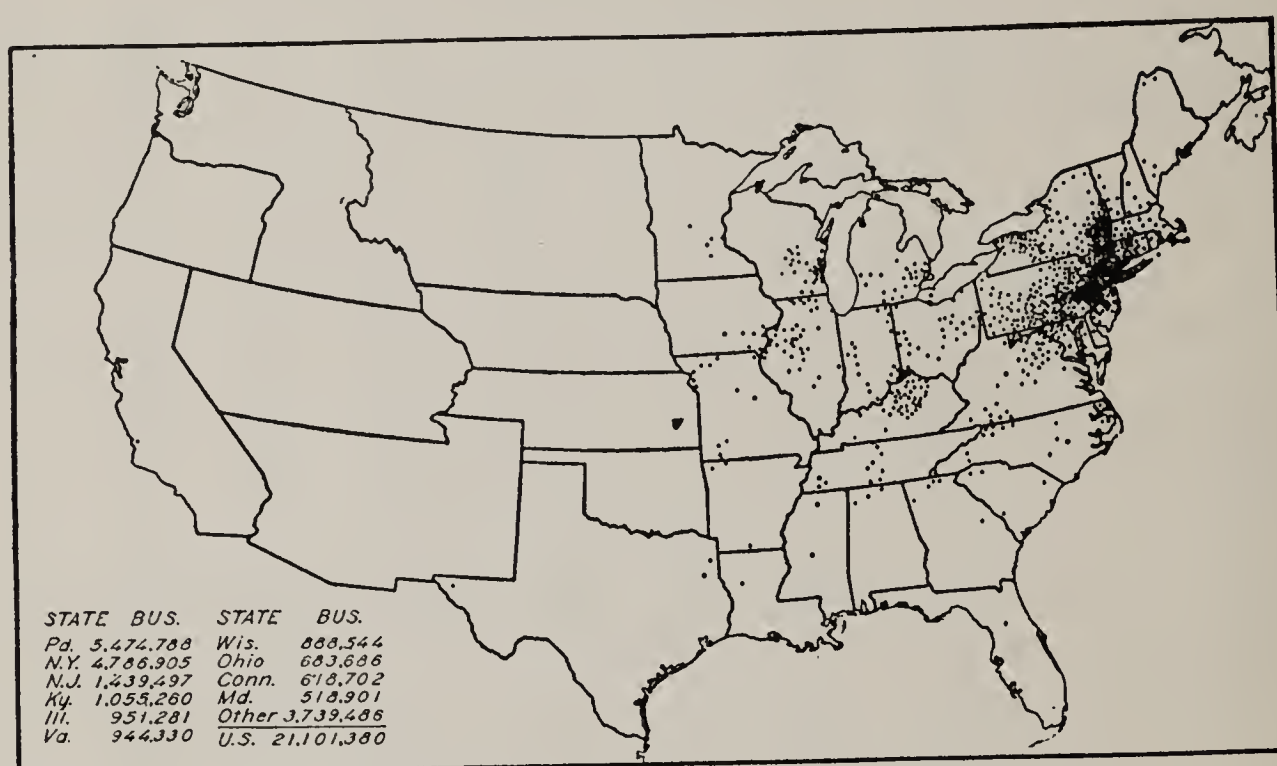 STATE BUS. STATE BUS.
Pa. 5,474,788 Wis. 888,544
N.Y. 4,786,905 Ohio 683,686
N.J. 1,439,497 Conn. 618,702
Ky. 1,055,260 Md. 518,901
Ill. 951,281 Other 3,739,486
Va. 944,330 U.S. 21,101,380